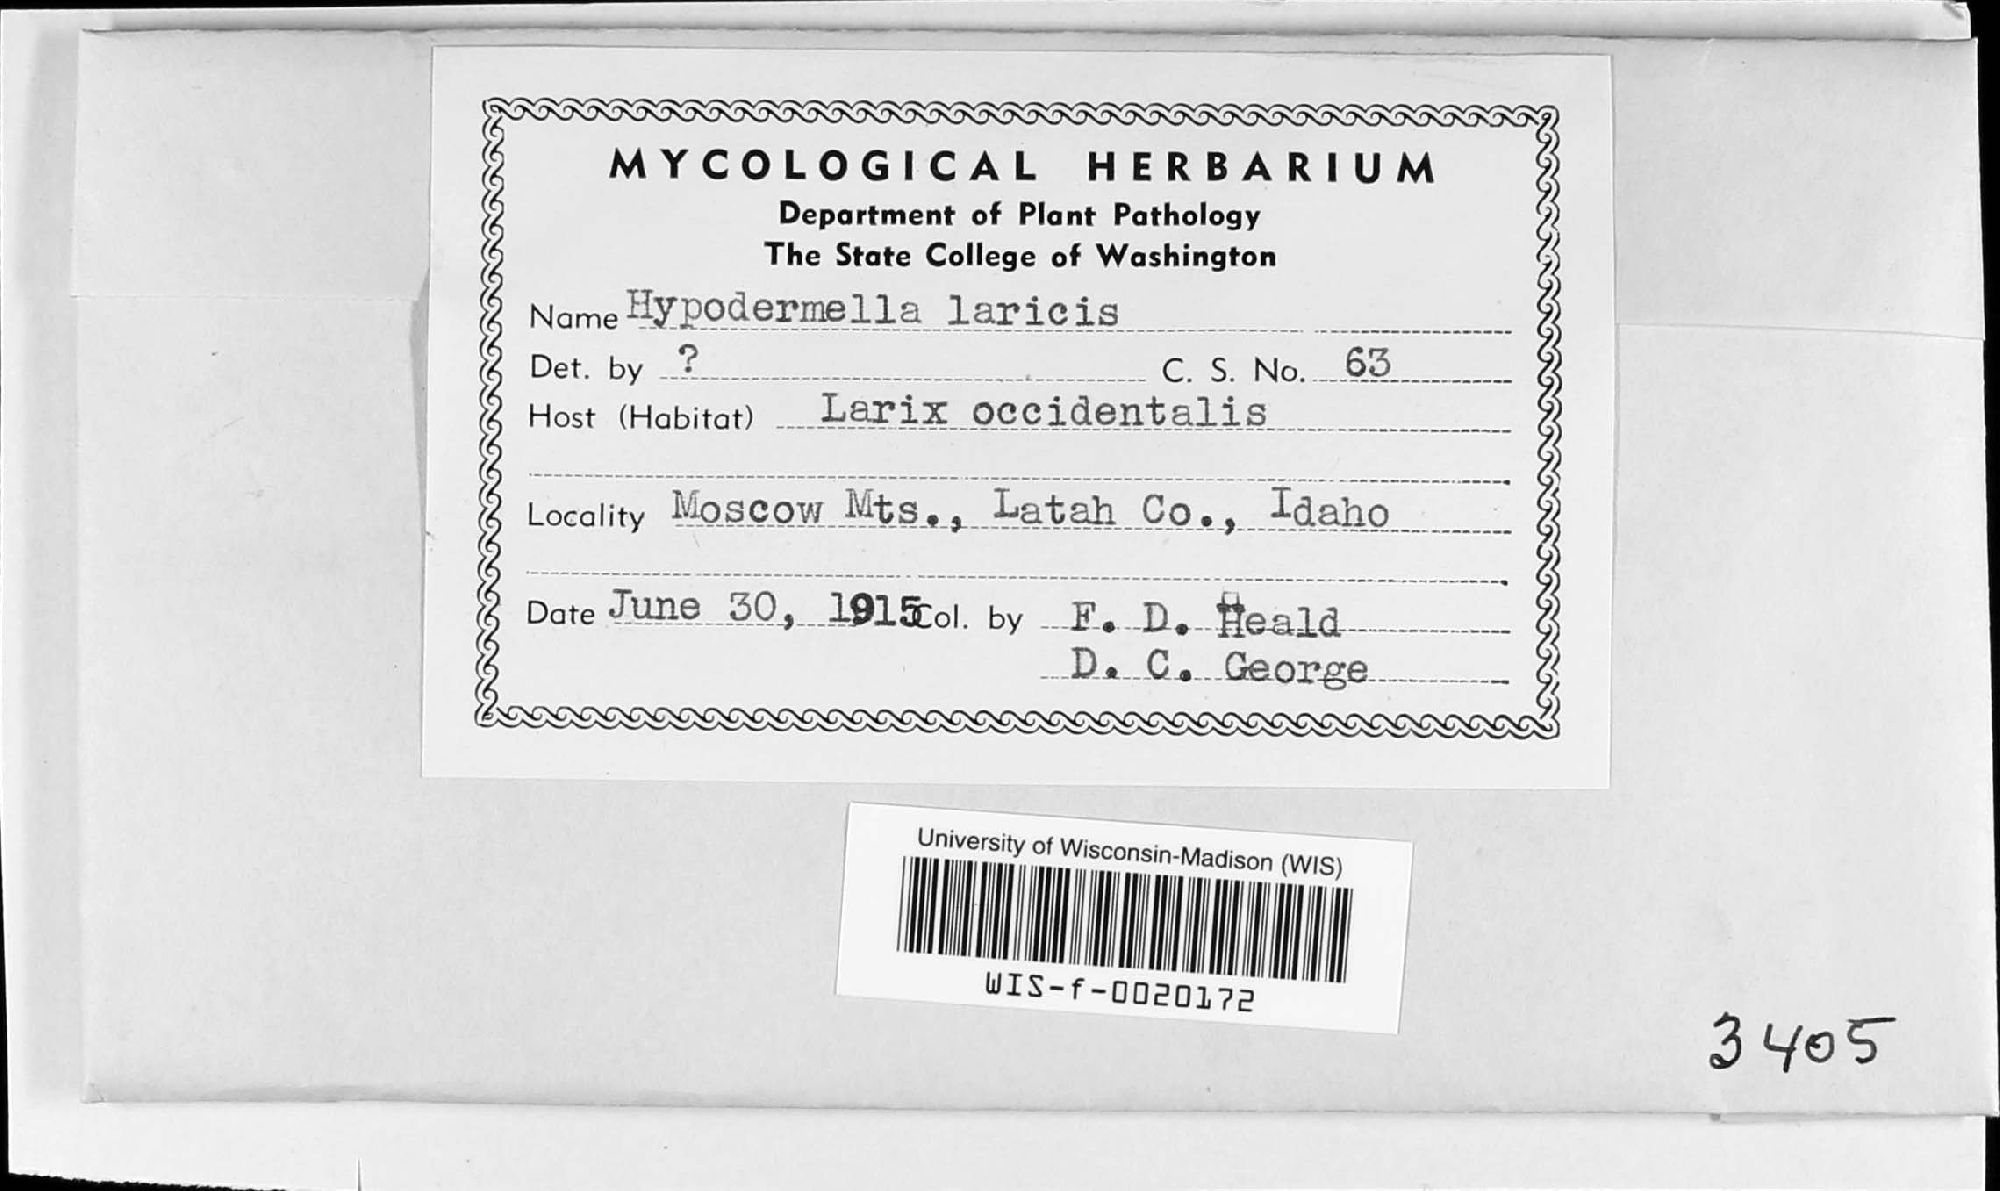 MYCOLOGICAL HERBARIUM
Department of Plant Pathology
The State College of Washington
Name Hypodermella laricis
Det. by ? C. S. No. 63
Host (Habitat) Larix occidentalis
Locality Moscow Mts., Latah Co., Idaho
Date June 30, 1915 Col. by F. D. Heald
D. C. George
University of Wisconsin-Madison (WIS)
WIS-f-0020172
3405